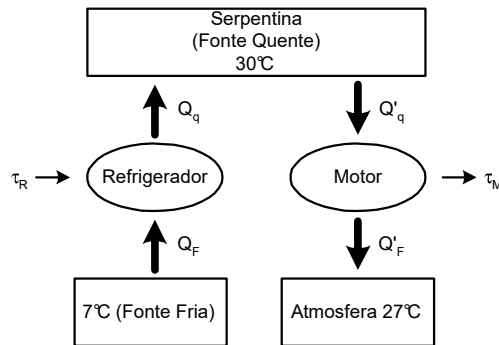 Serpentina
(Fonte Quente)
30°C
Q_q
Q'_q
τ_R
Refrigerador
Motor
τ_M
Q_F
Q'_F
7°C (Fonte Fria)
Atmosfera 27°C